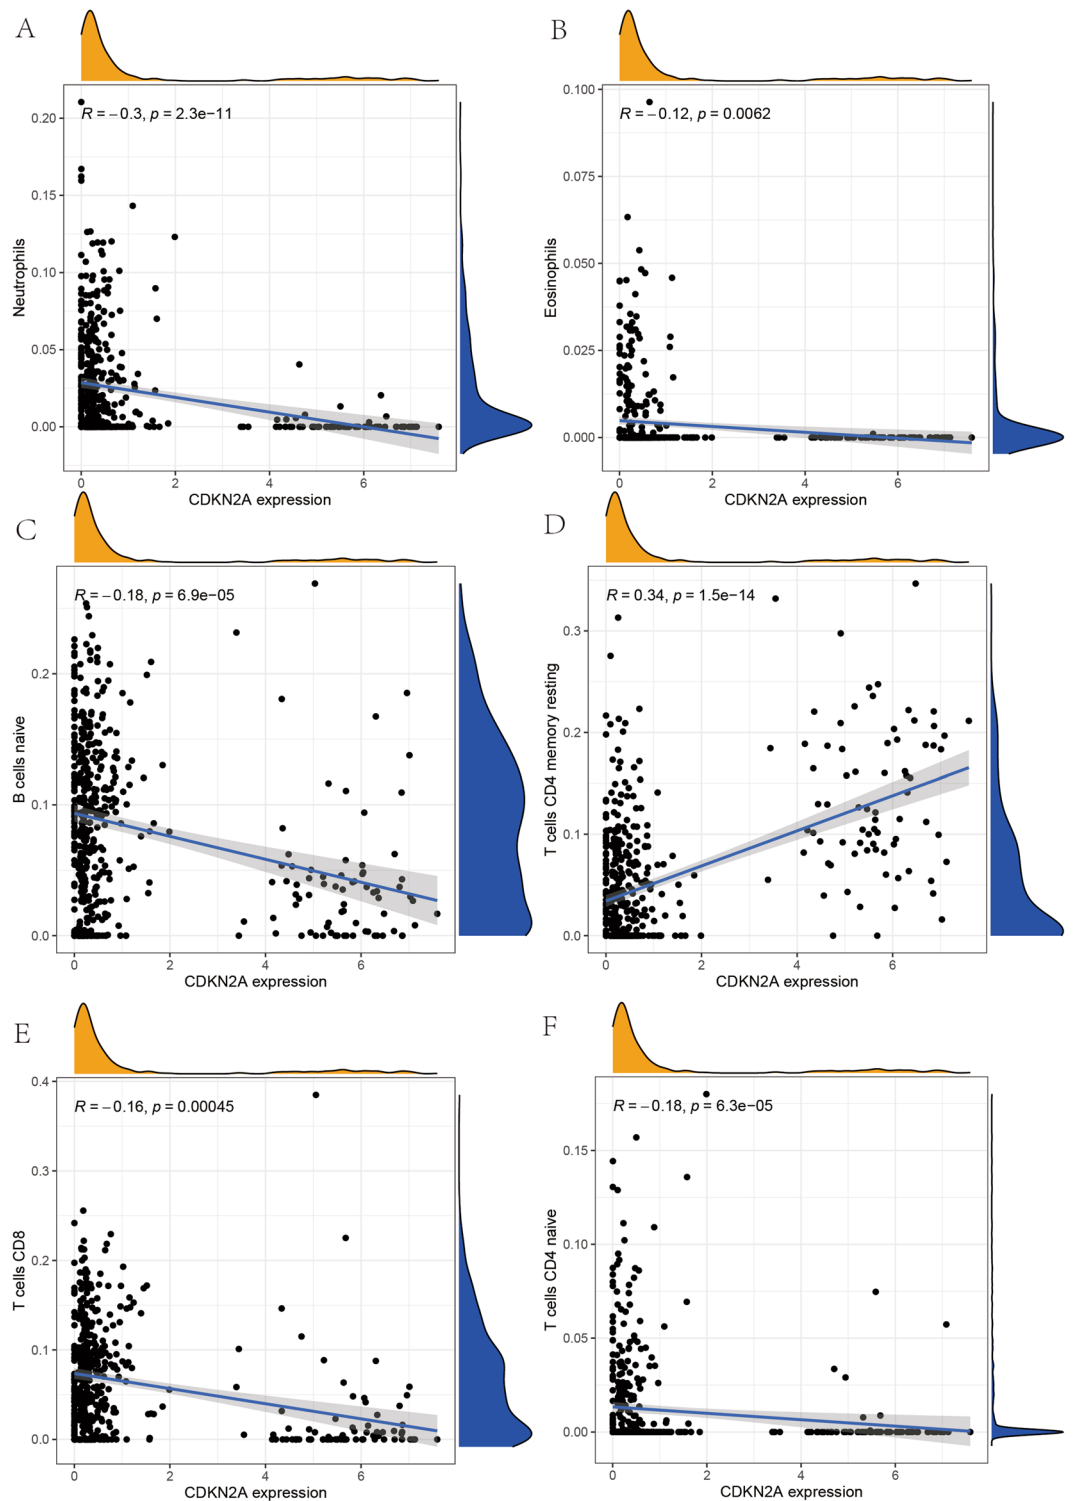 A
R = −0.3, p = 2.3e−11
Neutrophils
0.20
0.15
0.10
0.05
0.00
0 2 4 6
CDKN2A expression
B
R = −0.12, p = 0.0062
Eosinophils
0.100
0.075
0.050
0.025
0.000
0 2 4 6
CDKN2A expression
C
R = −0.18, p = 6.9e−05
B cells naive
0.2
0.1
0.0
0 2 4 6
CDKN2A expression
D
R = 0.34, p = 1.5e−14
T cells CD4 memory resting
0.3
0.2
0.1
0.0
0 2 4 6
CDKN2A expression
E
R = −0.16, p = 0.00045
T cells CD8
0.4
0.3
0.2
0.1
0.0
0 2 4 6
CDKN2A expression
F
R = −0.18, p = 6.3e−05
T cells CD4 naive
0.15
0.10
0.05
0.00
0 2 4 6
CDKN2A expression